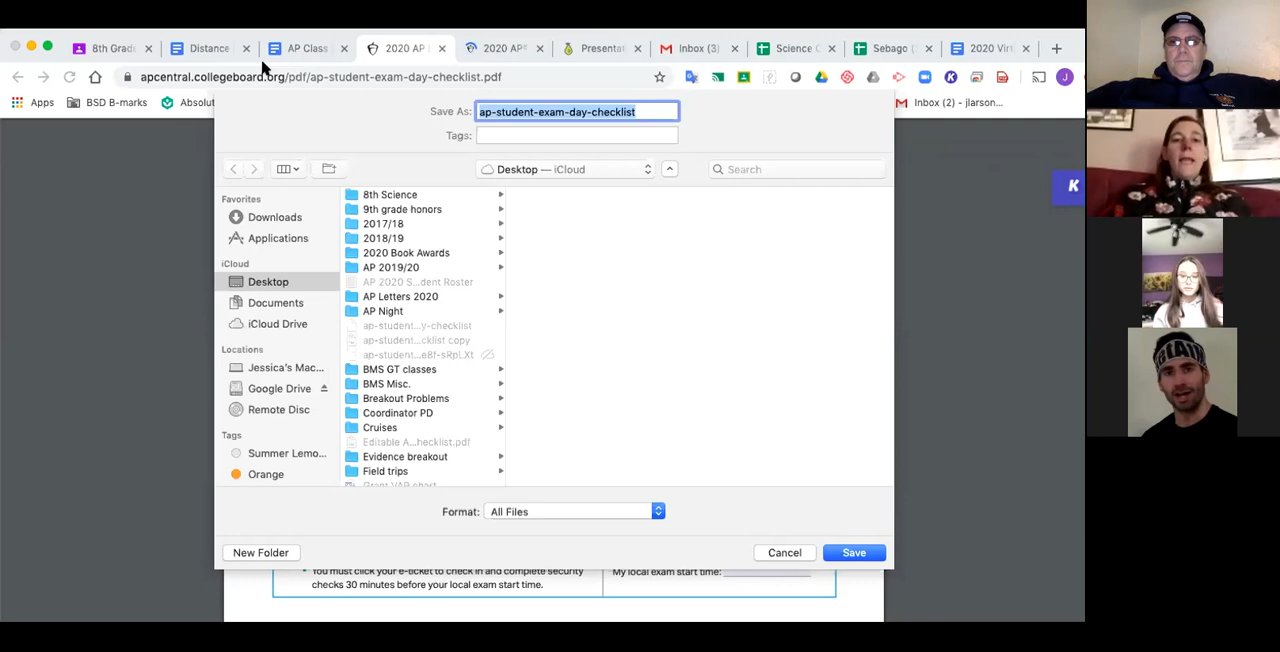 8th Grad
Distance
AP Class
2020 AP
2020 AP
Presenta
Inbox (3)
Science
Sebago
2020 Virt
apcentral.collegeboard.org/pdf/ap-student-exam-day-checklist.pdf
J
Apps
BSD B-marks
Absolut
Inbox (2) - jlarson...
Save As: ap-student-exam-day-checklist
Tags:
Desktop — iCloud
Search
Favorites
Downloads
Applications
iCloud
Desktop
Documents
iCloud Drive
Locations
Jessica's Mac...
Google Drive
Remote Disc
Tags
Summer Lemo...
Orange
8th Science
9th grade honors
2017/18
2018/19
2020 Book Awards
AP 2019/20
AP 2020 S...dent Roster
AP Letters 2020
AP Night
ap-student...y-checklist
ap-student...cklist copy
BMS GT classes
BMS Misc.
Breakout Problems
Coordinator PD
Cruises
Editable A...hecklist.pdf
Evidence breakout
Field trips
Grant VAP chart
K
Format: All Files
New Folder
Cancel
Save
You must click your e-ticket to check in and complete security
checks 30 minutes before your local exam start time.
My local exam start time: